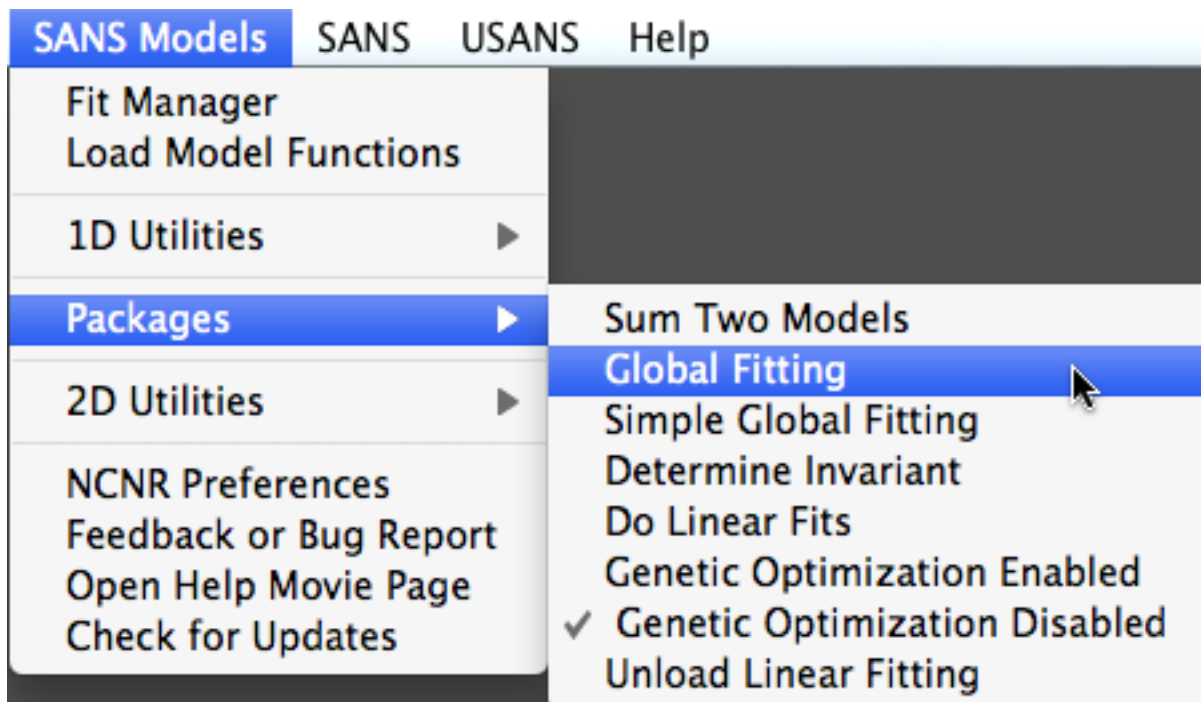 SANS Models SANS USANS Help
Fit Manager
Load Model Functions
1D Utilities
Packages
2D Utilities
NCNR Preferences
Feedback or Bug Report
Open Help Movie Page
Check for Updates
Sum Two Models
Global Fitting
Simple Global Fitting
Determine Invariant
Do Linear Fits
Genetic Optimization Enabled
Genetic Optimization Disabled
Unload Linear Fitting